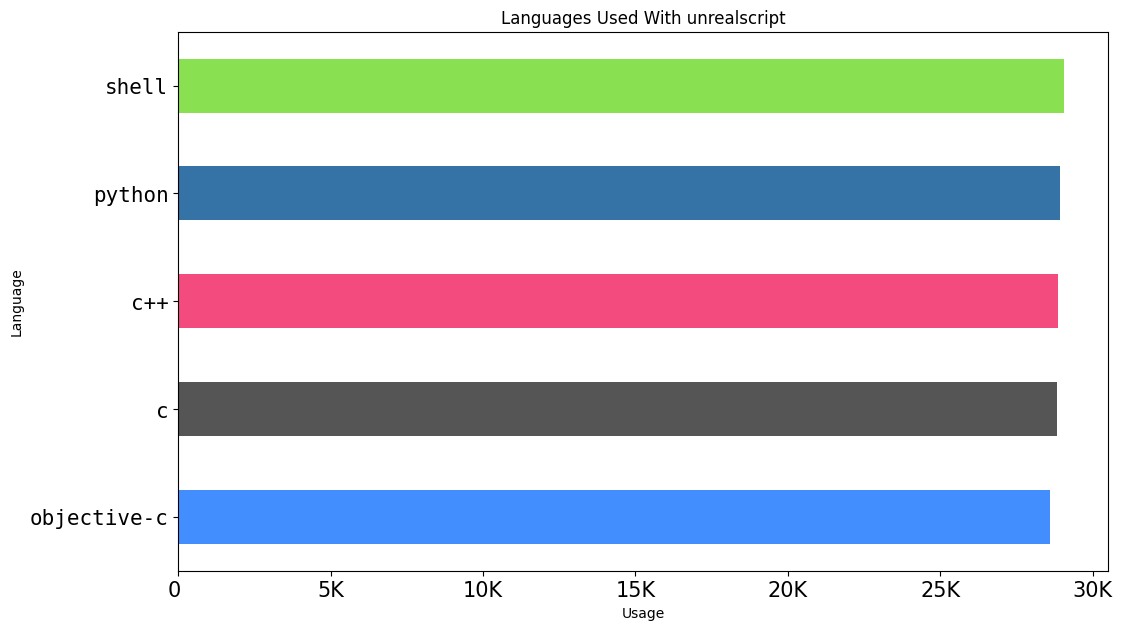 Languages Used With unrealscript
shell
python
c++
c
objective-c
Language
0 5K 10K 15K 20K 25K 30K
Usage